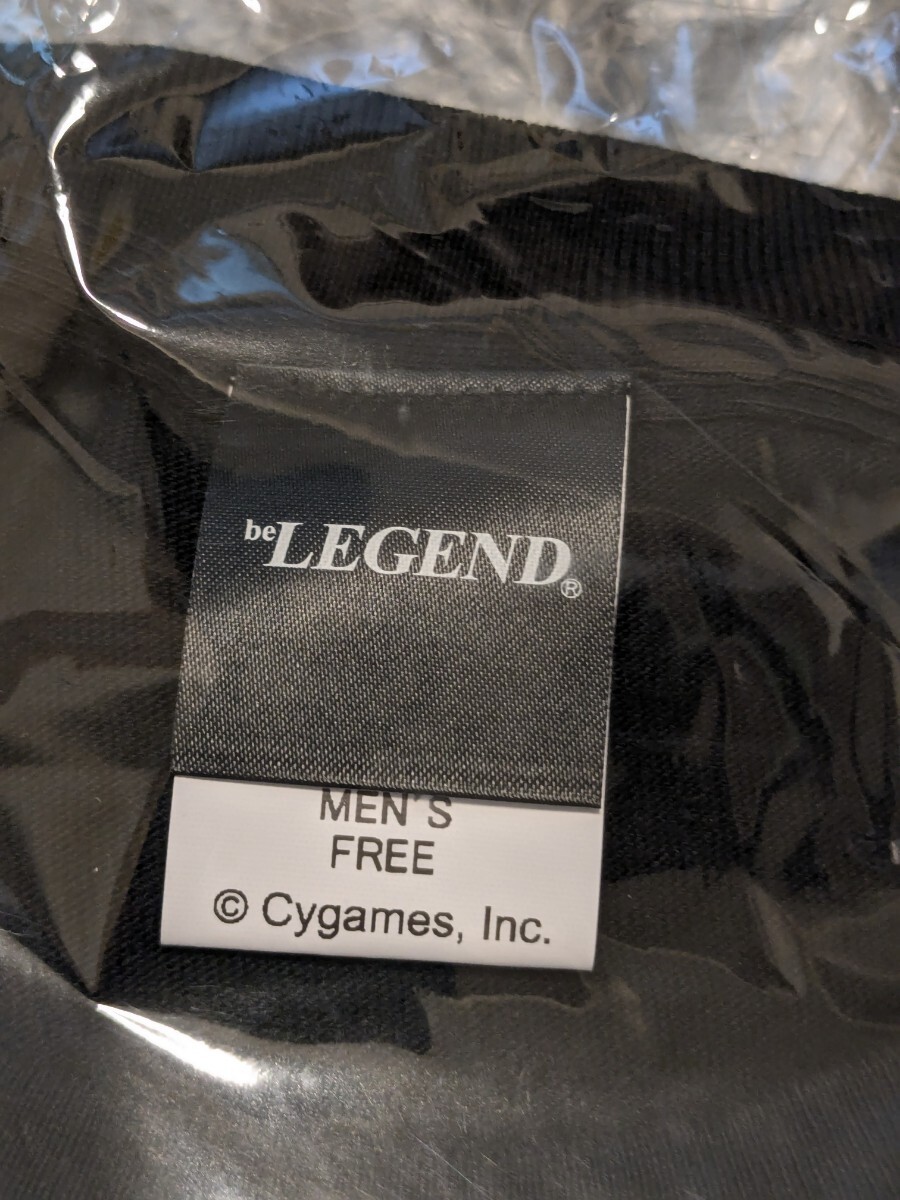 beLEGEND®
MEN'S
FREE
© Cygames, Inc.